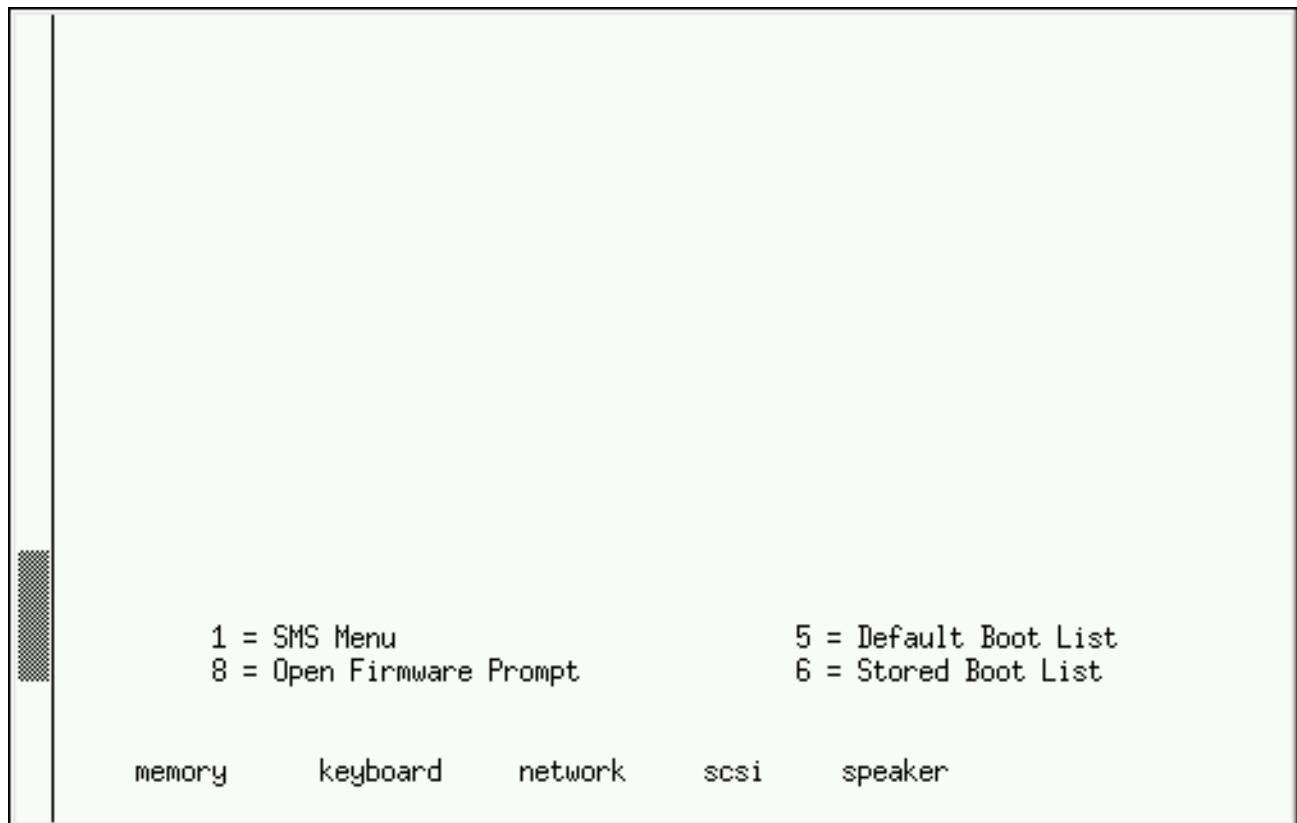 1 = SMS Menu 5 = Default Boot List
8 = Open Firmware Prompt 6 = Stored Boot List
memory keyboard network scsi speaker